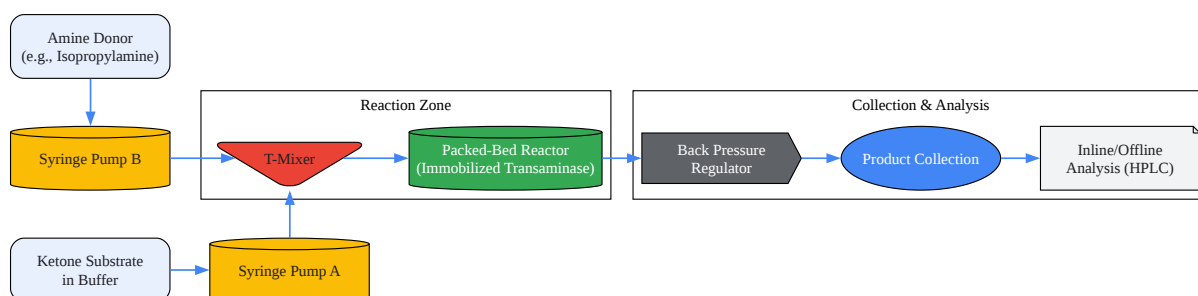 Amine Donor
(e.g., Isopropylamine)
Syringe Pump B
Reaction Zone
T-Mixer
Packed-Bed Reactor
(Immobilized Transaminase)
Collection & Analysis
Back Pressure
Regulator
Product Collection
Inline/Offline
Analysis (HPLC)
Ketone Substrate
in Buffer
Syringe Pump A